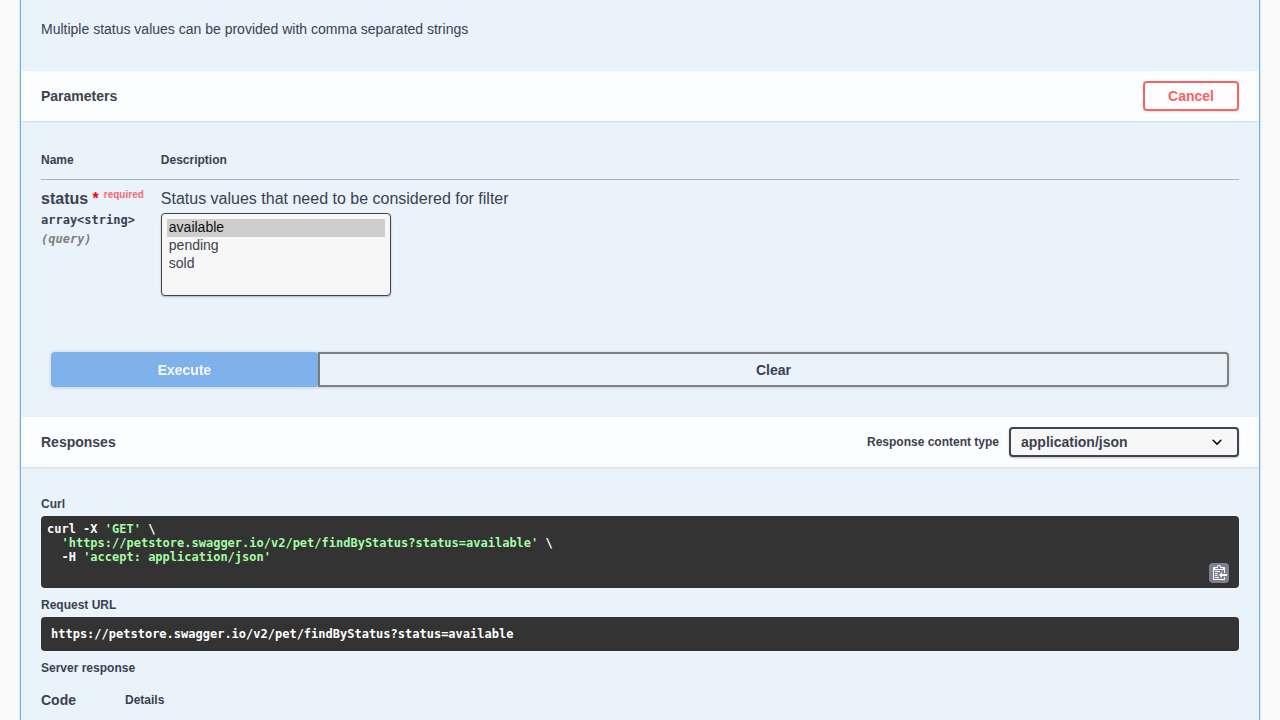 Multiple status values can be provided with comma separated strings
Parameters
Cancel
Name Description
status * required
array<string>
(query)
Status values that need to be considered for filter
available
pending
sold
Execute
Clear
Responses
Response content type
application/json
Curl
curl -X 'GET' \
  'https://petstore.swagger.io/v2/pet/findByStatus?status=available' \
  -H 'accept: application/json'
Request URL
https://petstore.swagger.io/v2/pet/findByStatus?status=available
Server response
Code Details